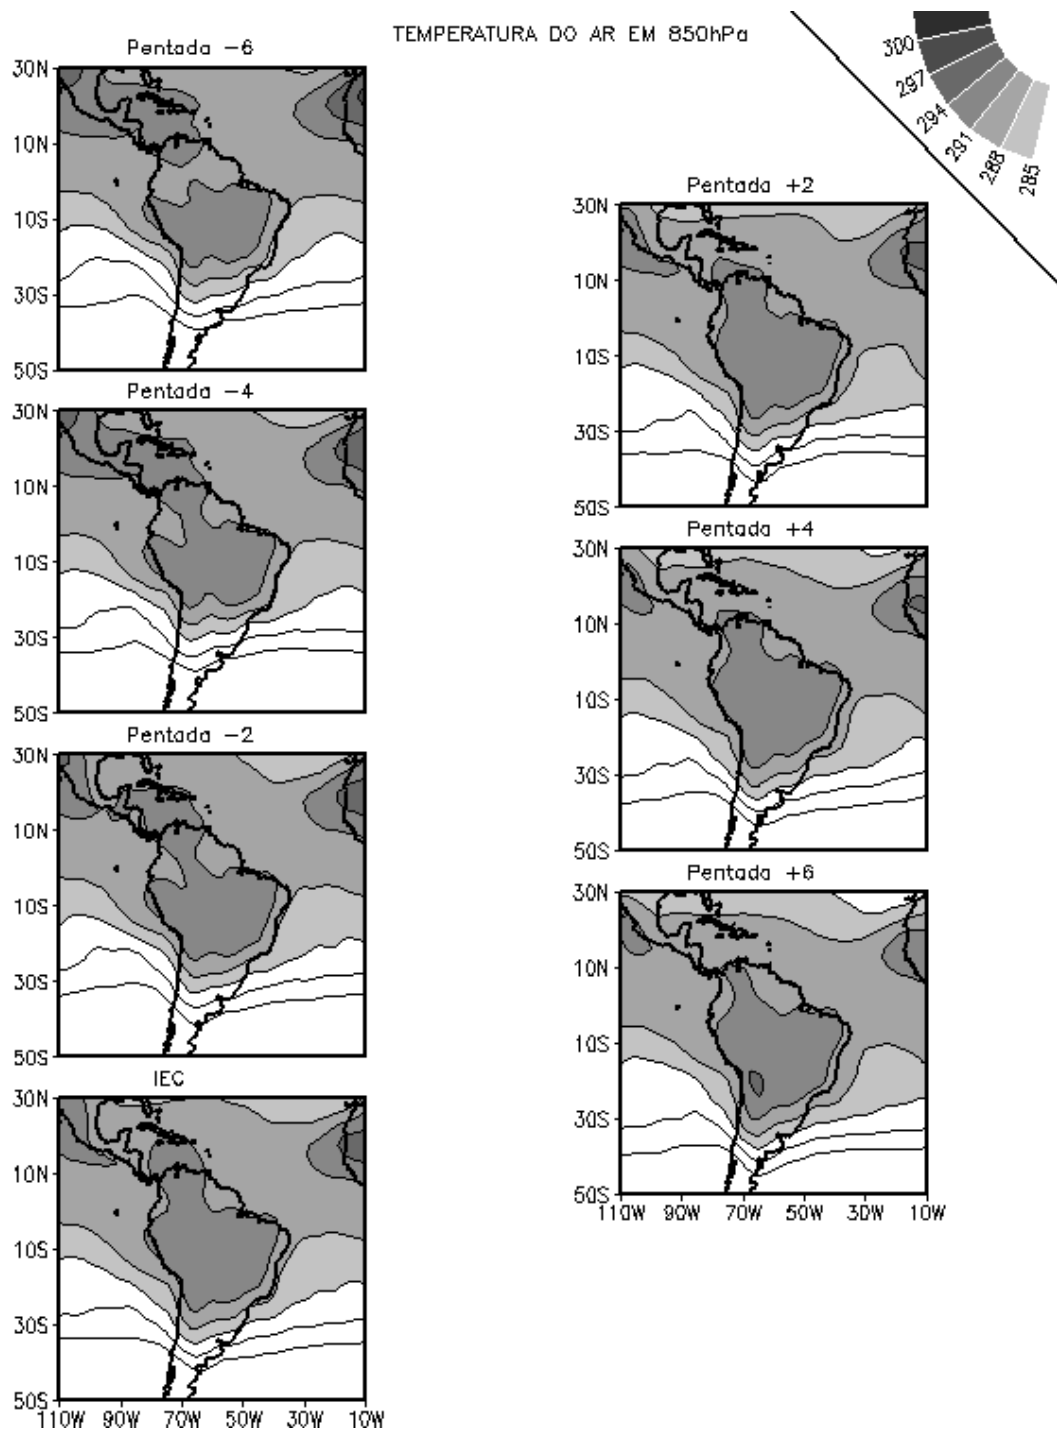 TEMPERATURA DO AR EM 850hPa
300
297
294
291
288
285
Pentada -6
30N
10N
10S
30S
50S
Pentada -4
30N
10N
10S
30S
50S
Pentada -2
30N
10N
10S
30S
50S
IEC
30N
10N
10S
30S
50S
110W 90W 70W 50W 30W 10W
Pentada +2
30N
10N
10S
30S
50S
Pentada +4
30N
10N
10S
30S
50S
Pentada +6
30N
10N
10S
30S
50S
110W 90W 70W 50W 30W 10W